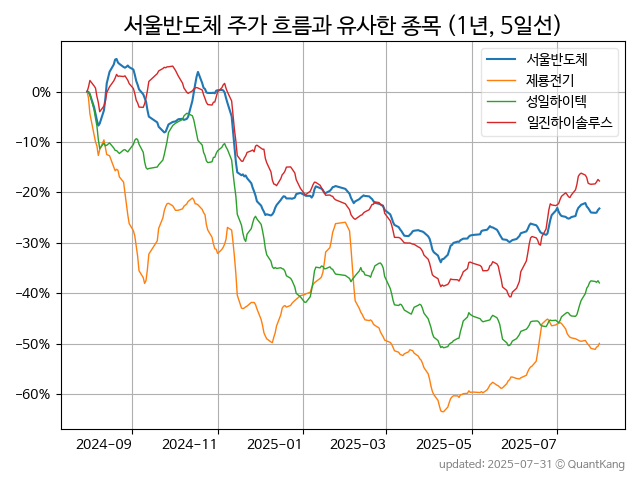 서울반도체 주가 흐름과 유사한 종목 (1년, 5일선)
서울반도체
제룡전기
성일하이텍
일진하이솔루스
0%
−10%
−20%
−30%
−40%
−50%
−60%
2024-09
2024-11
2025-01
2025-03
2025-05
2025-07
updated: 2025-07-31 © QuantKang